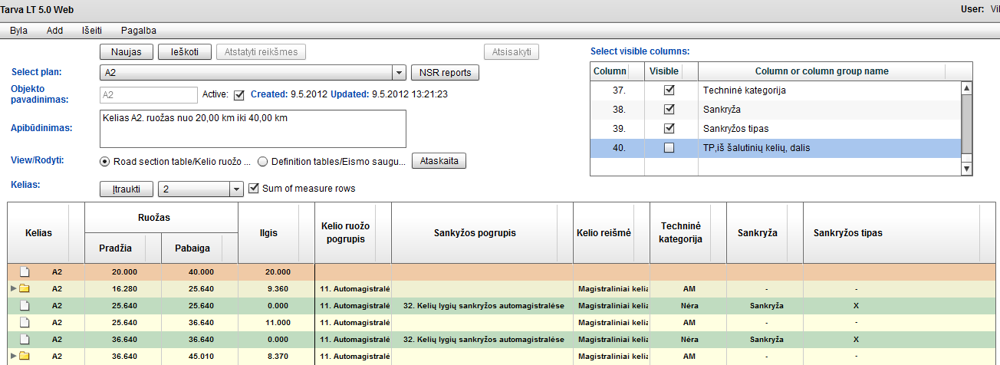 Tarva LT 5.0 Web
User: Vil
Byla Add Išeiti Pagalba
Naujas Ieškoti Atstatyti reikšmes Atsisakyti
Select plan: A2 NSR reports
Objekto pavadinimas: A2 Active: Created: 9.5.2012 Updated: 9.5.2012 13:21:23
Apibūdinimas: Kelias A2. ruožas nuo 20,00 km iki 40,00 km
View/Rodyti: Road section table/Kelio ruožo ... Definition tables/Eismo saugu... Ataskaita
Kelias: Įtraukti 2 Sum of measure rows
Select visible columns:
Column Visible Column or column group name
37. Techninė kategorija
38. Sankryža
39. Sankryžos tipas
40. TP,iš šalutinių kelių, dalis
Kelias Ruožas Ilgis Kelio ruožo pogrupis Sankyžos pogrupis Kelio reišmė Techninė kategorija Sankryža Sankryžos tipas
Pradžia Pabaiga
A2 20.000 40.000 20.000
A2 16.280 25.640 9.360 11. Automagistralė Magistraliniai kelia AM - -
A2 25.640 25.640 0.000 11. Automagistralė 32. Kelių lygių sankryžos automagistralėse Magistraliniai kelia Nėra Sankryža X
A2 25.640 36.640 11.000 11. Automagistralė Magistraliniai kelia AM - -
A2 36.640 36.640 0.000 11. Automagistralė 32. Kelių lygių sankryžos automagistralėse Magistraliniai kelia Nėra Sankryža X
A2 36.640 45.010 8.370 11. Automagistralė Magistraliniai kelia AM - -